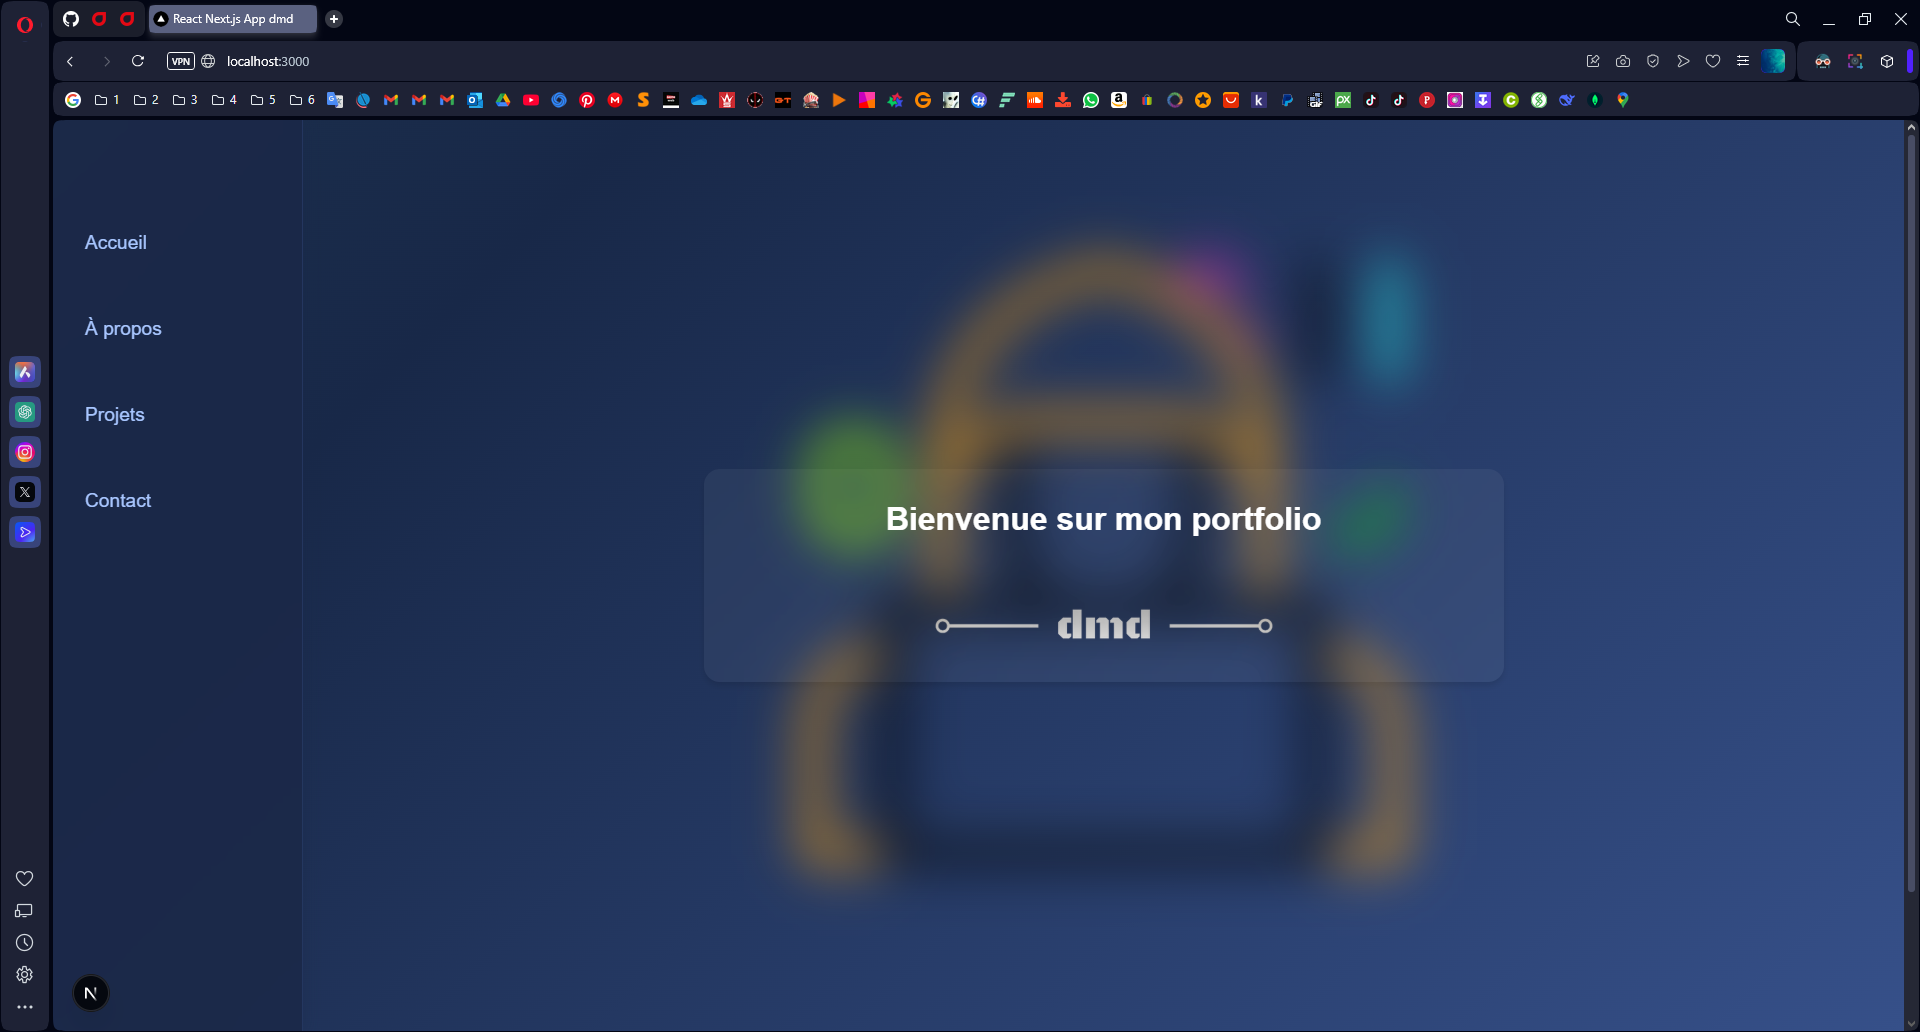 React Next.js App dmd
VPN
localhost:3000
1
2
3
4
5
6
Accueil
À propos
Projets
Contact
Bienvenue sur mon portfolio
dmd
N